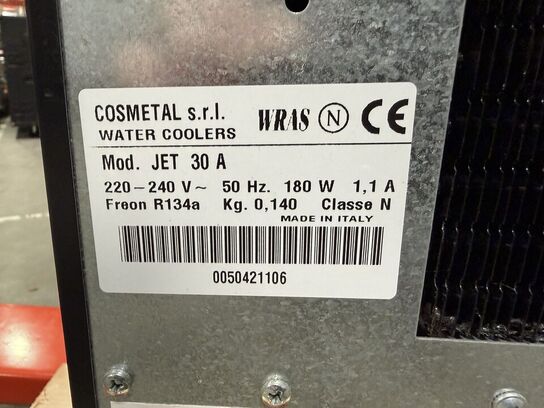 COSMETAL s.r.l. WRAS N CE
WATER COOLERS
Mod. JET 30 A
220-240 V~ 50 Hz. 180 W 1,1 A
Freon R134a Kg. 0,140 Classe N
MADE IN ITALY
0050421106